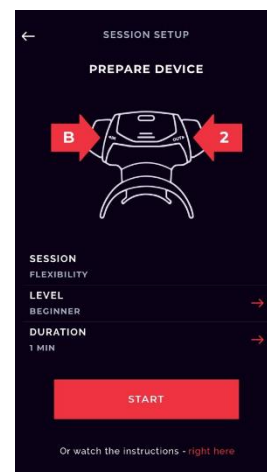 SESSION SETUP
PREPARE DEVICE
B
2
SESSION
FLEXIBILITY
LEVEL
BEGINNER
DURATION
1 MIN
START
Or watch the instructions - right here